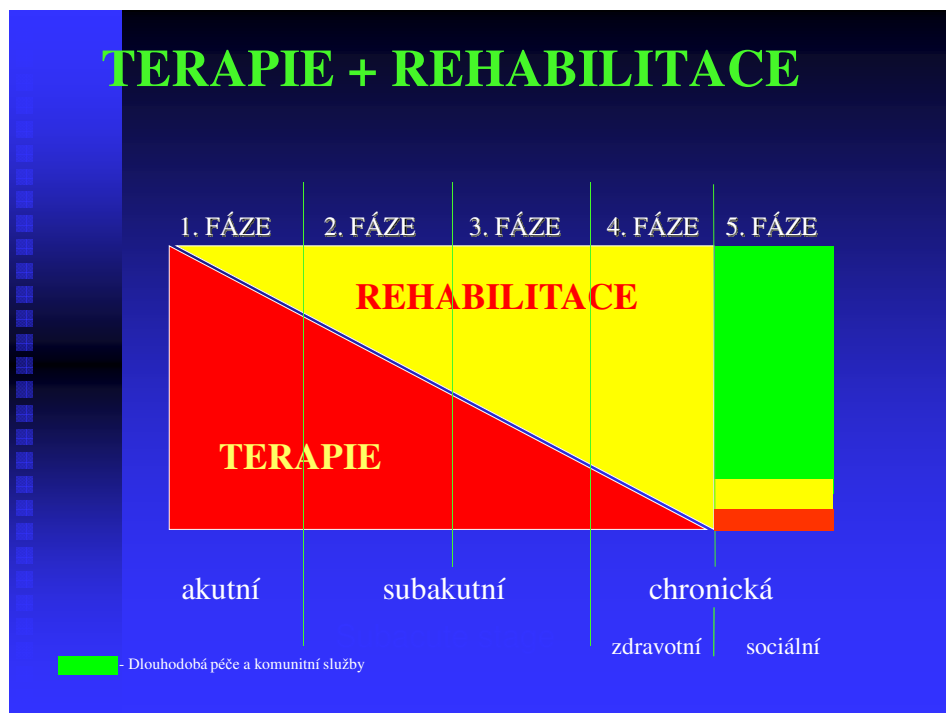 TERAPIE + REHABILITACE
1. FÁZE 2. FÁZE 3. FÁZE 4. FÁZE 5. FÁZE
REHABILITACE
TERAPIE
akutní subakutní chronická
zdravotní sociální
- Dlouhodobá péče a komunitní služby